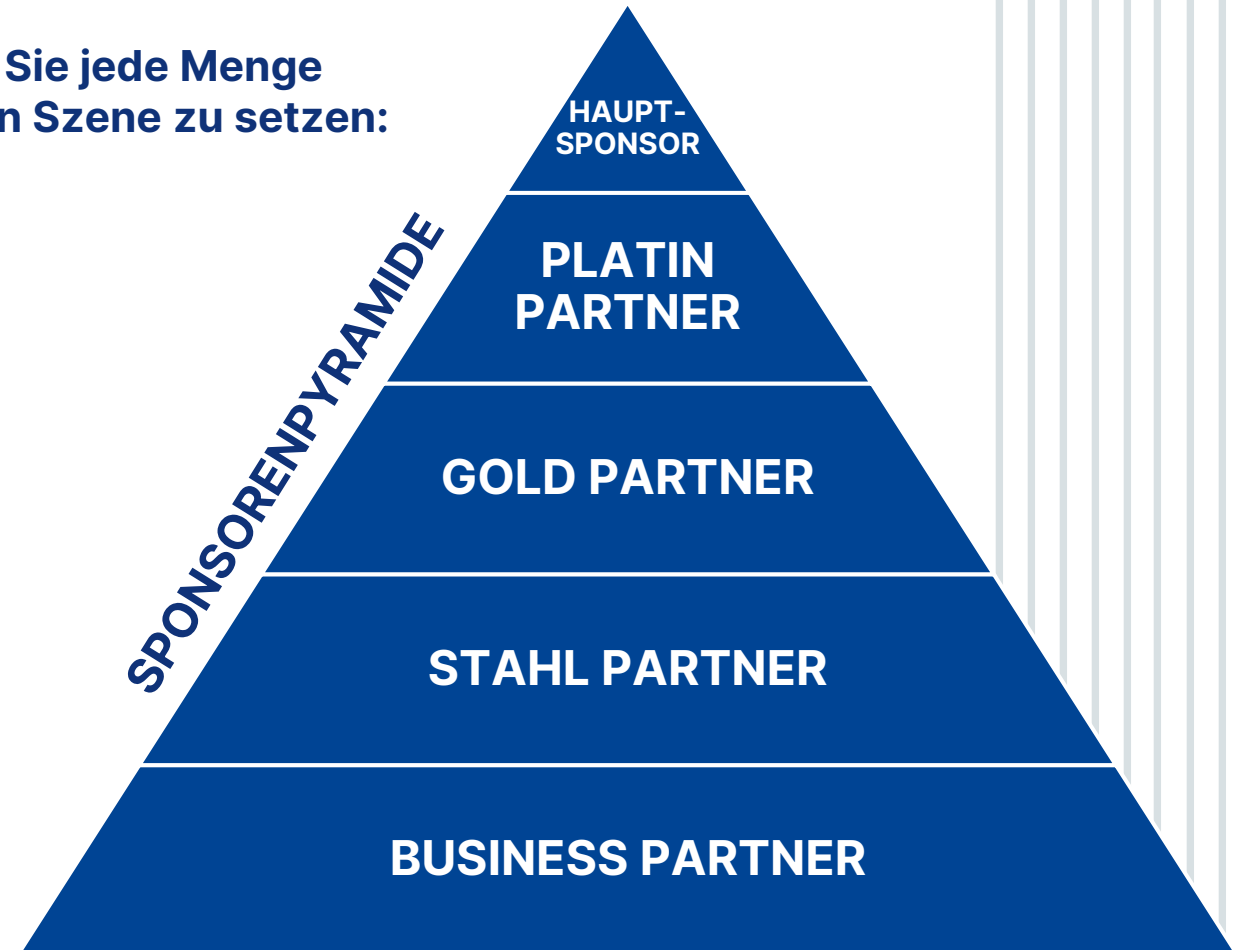 Sie jede Menge
n Szene zu setzen:
HAUPT-
SPONSOR
PLATIN
PARTNER
SPONSORENPYRAMIDE
GOLD PARTNER
STAHL PARTNER
BUSINESS PARTNER